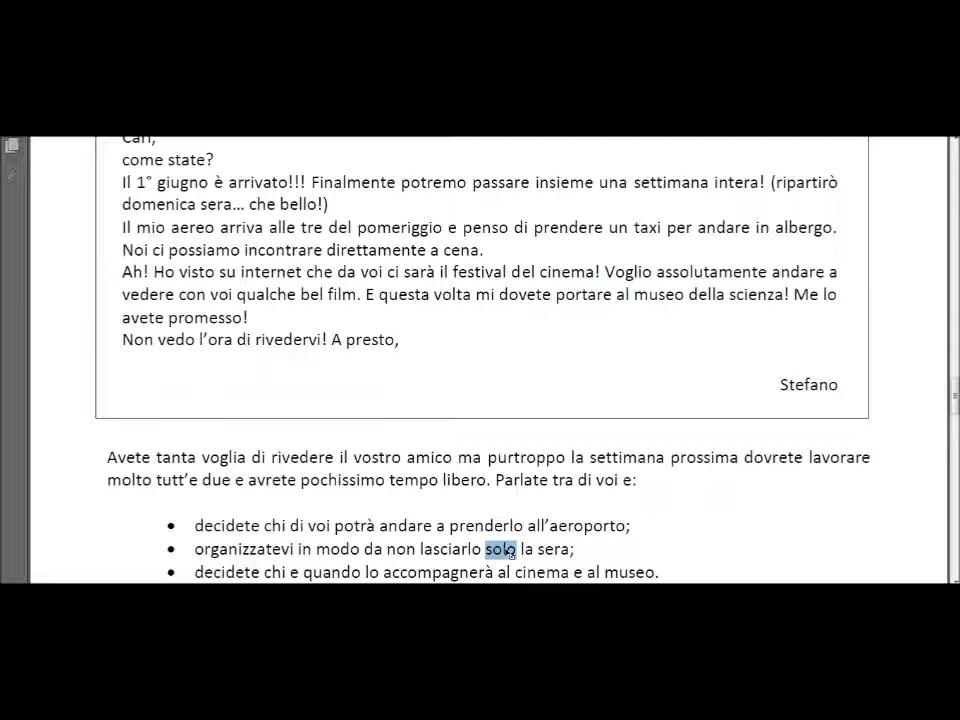 Cari,
come state?
Il 1° giugno è arrivato!!! Finalmente potremo passare insieme una settimana intera! (ripartirò
domenica sera… che bello!)
Il mio aereo arriva alle tre del pomeriggio e penso di prendere un taxi per andare in albergo.
Noi ci possiamo incontrare direttamente a cena.
Ah! Ho visto su internet che da voi ci sarà il festival del cinema! Voglio assolutamente andare a
vedere con voi qualche bel film. E questa volta mi dovete portare al museo della scienza! Me lo
avete promesso!
Non vedo l’ora di rivedervi! A presto,
Stefano
Avete tanta voglia di rivedere il vostro amico ma purtroppo la settimana prossima dovrete lavorare
molto tutt’e due e avrete pochissimo tempo libero. Parlate tra di voi e:
• decidete chi di voi potrà andare a prenderlo all’aeroporto;
• organizzatevi in modo da non lasciarlo solo la sera;
• decidete chi e quando lo accompagnerà al cinema e al museo.